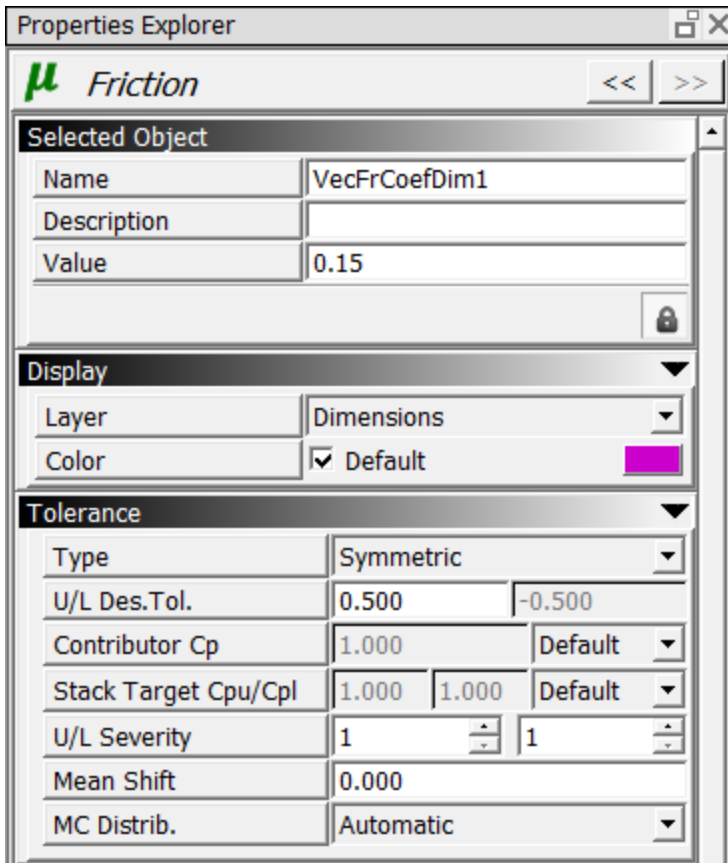 Properties Explorer
µ Friction << >>
Selected Object
Name VecFrCoefDim1
Description
Value 0.15
Display
Layer Dimensions
Color Default
Tolerance
Type Symmetric
U/L Des.Tol. 0.500 -0.500
Contributor Cp 1.000 Default
Stack Target Cpu/Cpl 1.000 1.000 Default
U/L Severity 1 1
Mean Shift 0.000
MC Distrib. Automatic